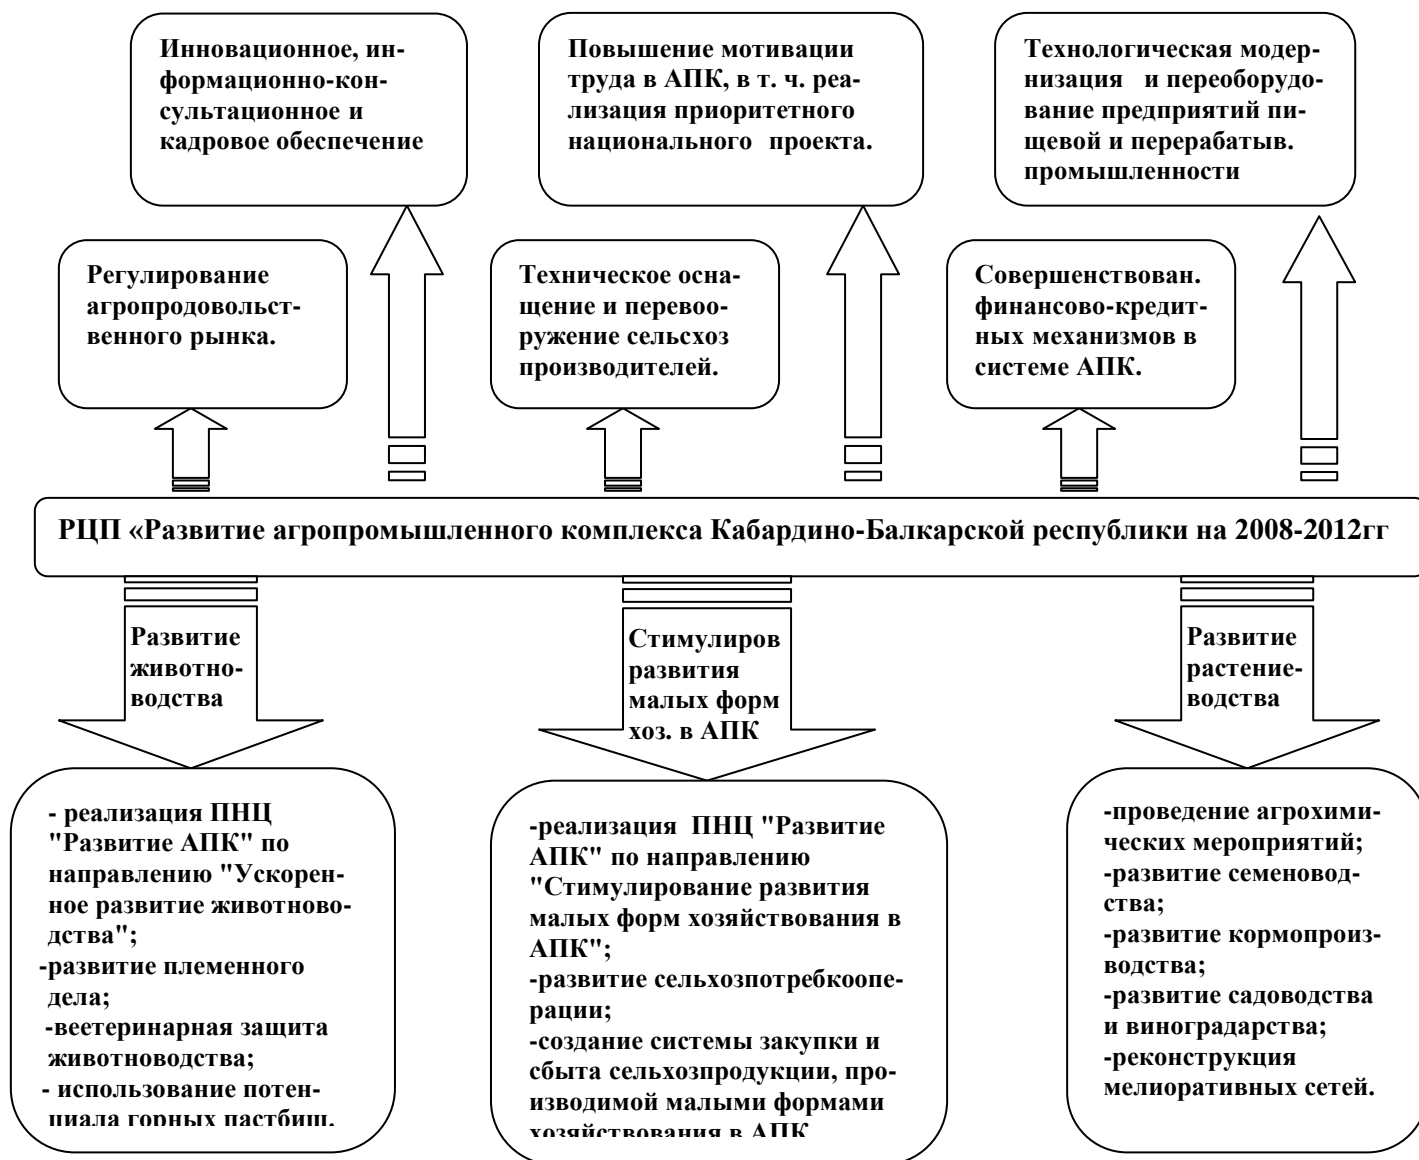 Инновационное, ин-
формационно-кон-
сультационное и
кадровое обеспечение
Повышение мотивации
труда в АПК, в т. ч. реа-
лизация приоритетного
национального проекта.
Технологическая модер-
низация и переоборудо-
вание предприятий пи-
щевой и перерабатыв.
промышленности
Регулирование
агропродовольст-
венного рынка.
Техническое осна-
щение и перевоо-
ружение сельсхоз
производителей.
Совершенствован.
финансово-кредит-
ных механизмов в
системе АПК.
РЦП «Развитие агропромышленного комплекса Кабардино-Балкарской республики на 2008-2012гг
Развитие
животно-
водства
Стимулиров
развития
малых форм
хоз. в АПК
Развитие
растение-
водства
- реализация ПНЦ
"Развитие АПК" по
направлению "Ускорен-
ное развитие животново-
дства";
-развитие племенного
дела;
-веетеринарная защита
животноводства;
- использование потен-
циала горных пастбищ.
-реализация ПНЦ "Развитие
АПК" по направлению
"Стимулирование развития
малых форм хозяйствования в
АПК";
-развитие сельхозпотребкоопе-
рации;
-создание системы закупки и
сбыта сельхозпродукции, про-
изводимой малыми формами
хозяйствования в АПК
-проведение агрохими-
ческих мероприятий;
-развитие семеновод-
ства;
-развитие кормопроиз-
водства;
-развитие садоводства
и виноградарства;
-реконструкция
мелиоративных сетей.